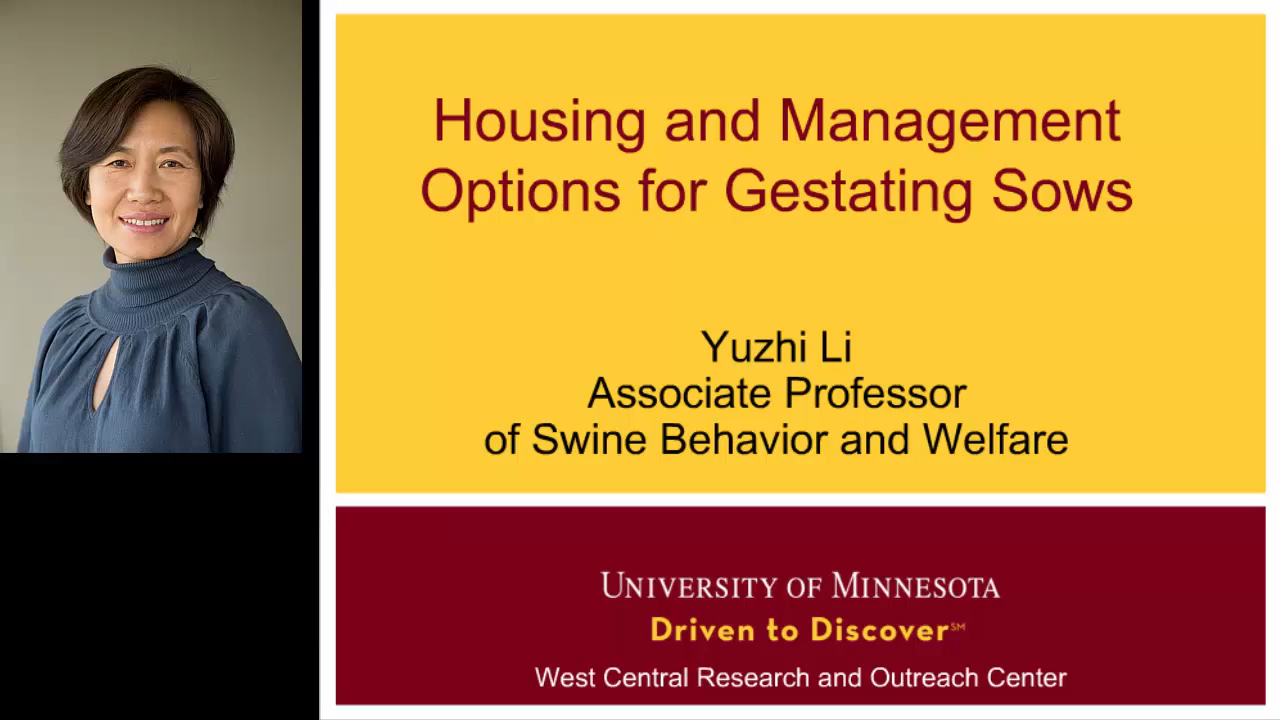 Housing and Management
Options for Gestating Sows
Yuzhi Li
Associate Professor
of Swine Behavior and Welfare
UNIVERSITY OF MINNESOTA
Driven to Discover℠
West Central Research and Outreach Center